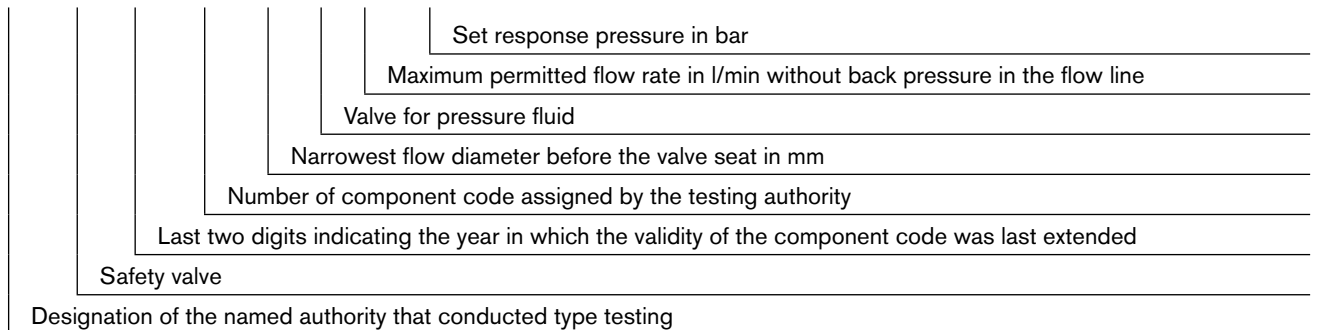 Set response pressure in bar
Maximum permitted flow rate in l/min without back pressure in the flow line
Valve for pressure fluid
Narrowest flow diameter before the valve seat in mm
Number of component code assigned by the testing authority
Last two digits indicating the year in which the validity of the component code was last extended
Safety valve
Designation of the named authority that conducted type testing